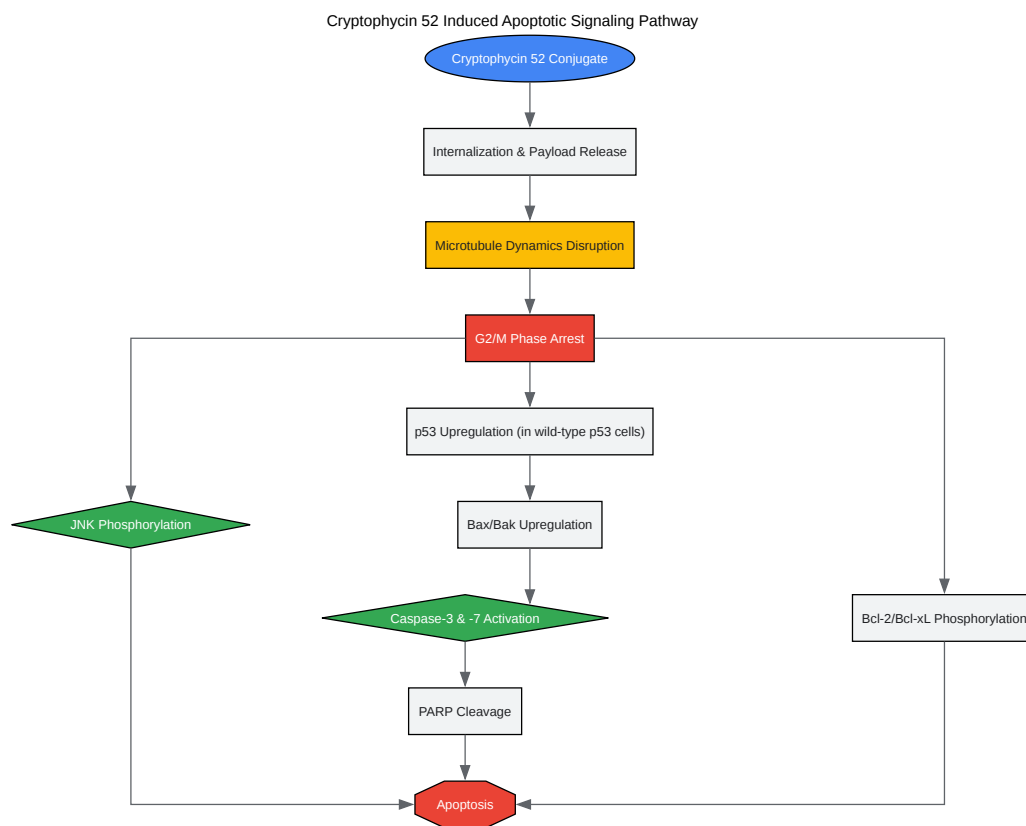 Cryptophycin 52 Induced Apoptotic Signaling Pathway
Cryptophycin 52 Conjugate
Internalization & Payload Release
Microtubule Dynamics Disruption
G2/M Phase Arrest
p53 Upregulation (in wild-type p53 cells)
JNK Phosphorylation
Bax/Bak Upregulation
Caspase-3 & -7 Activation
Bcl-2/Bcl-xL Phosphorylation
PARP Cleavage
Apoptosis